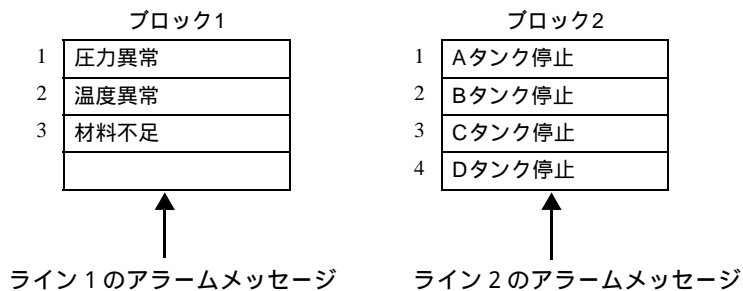 ブロック1
1 圧力異常
2 温度異常
3 材料不足
ライン1のアラームメッセージ
ブロック2
1 Aタンク停止
2 Bタンク停止
3 Cタンク停止
4 Dタンク停止
ライン2のアラームメッセージ